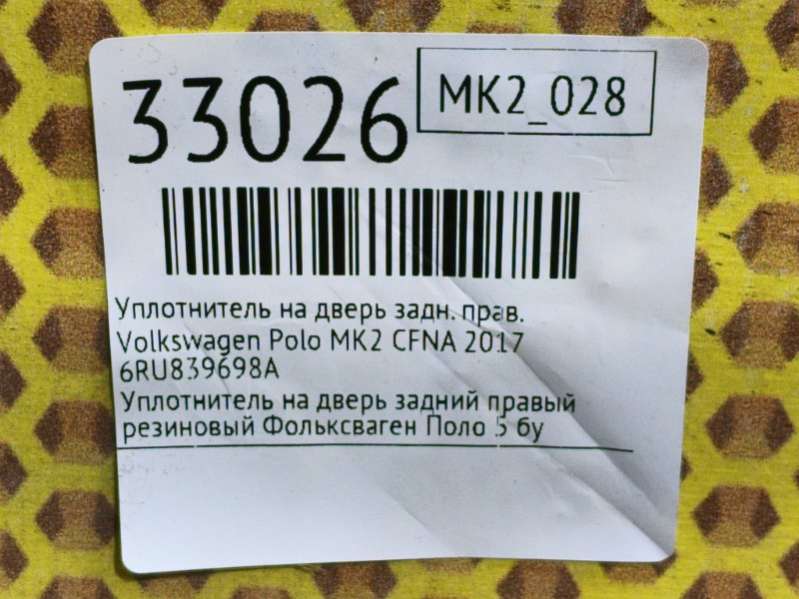 33026
MK2_028
Уплотнитель на дверь задн. прав.
Volkswagen Polo MK2 CFNA 2017
6RU839698A
Уплотнитель на дверь задний правый
резиновый Фольксваген Поло 5 бу